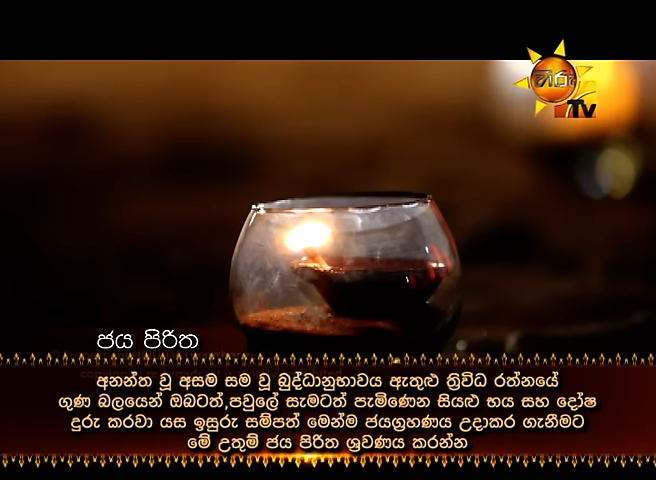 හිරු
Tv
ජය පිරිත
අනන්ත වූ අසම සම වූ බුද්ධානුභාවය ඇතුළු ත්‍රිවිධ රත්නයේ
ගුණ බලයෙන් ඔබටත්,පවුලේ සැමටත් පැමිණෙන සියළු භය සහ දෝෂ
දුරු කරවා යස ඉසුරු සම්පත් මෙන්ම ජයග්‍රහණය උදාකර ගැනීමට
මේ උතුම් ජය පිරිත ශ්‍රවණය කරන්න